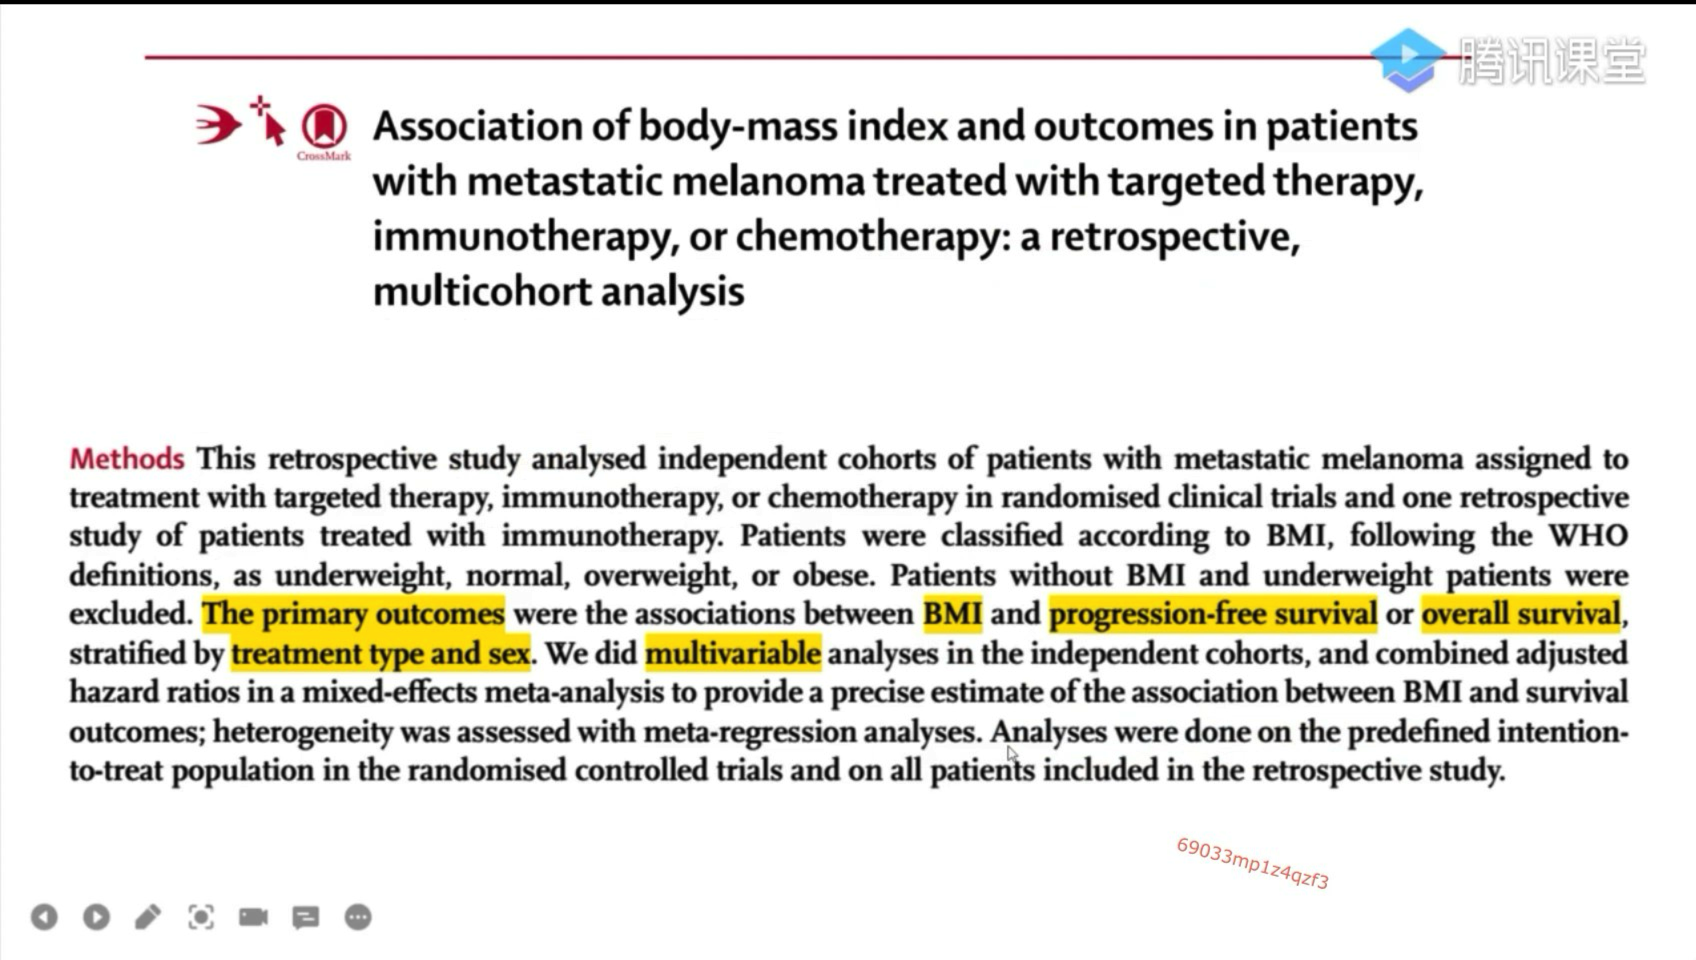 腾讯课堂
CrossMark
Association of body-mass index and outcomes in patients
with metastatic melanoma treated with targeted therapy,
immunotherapy, or chemotherapy: a retrospective,
multicohort analysis
Methods This retrospective study analysed independent cohorts of patients with metastatic melanoma assigned to
treatment with targeted therapy, immunotherapy, or chemotherapy in randomised clinical trials and one retrospective
study of patients treated with immunotherapy. Patients were classified according to BMI, following the WHO
definitions, as underweight, normal, overweight, or obese. Patients without BMI and underweight patients were
excluded. The primary outcomes were the associations between BMI and progression-free survival or overall survival,
stratified by treatment type and sex. We did multivariable analyses in the independent cohorts, and combined adjusted
hazard ratios in a mixed-effects meta-analysis to provide a precise estimate of the association between BMI and survival
outcomes; heterogeneity was assessed with meta-regression analyses. Analyses were done on the predefined intention-
to-treat population in the randomised controlled trials and on all patients included in the retrospective study.
69033mp1z4qzf3